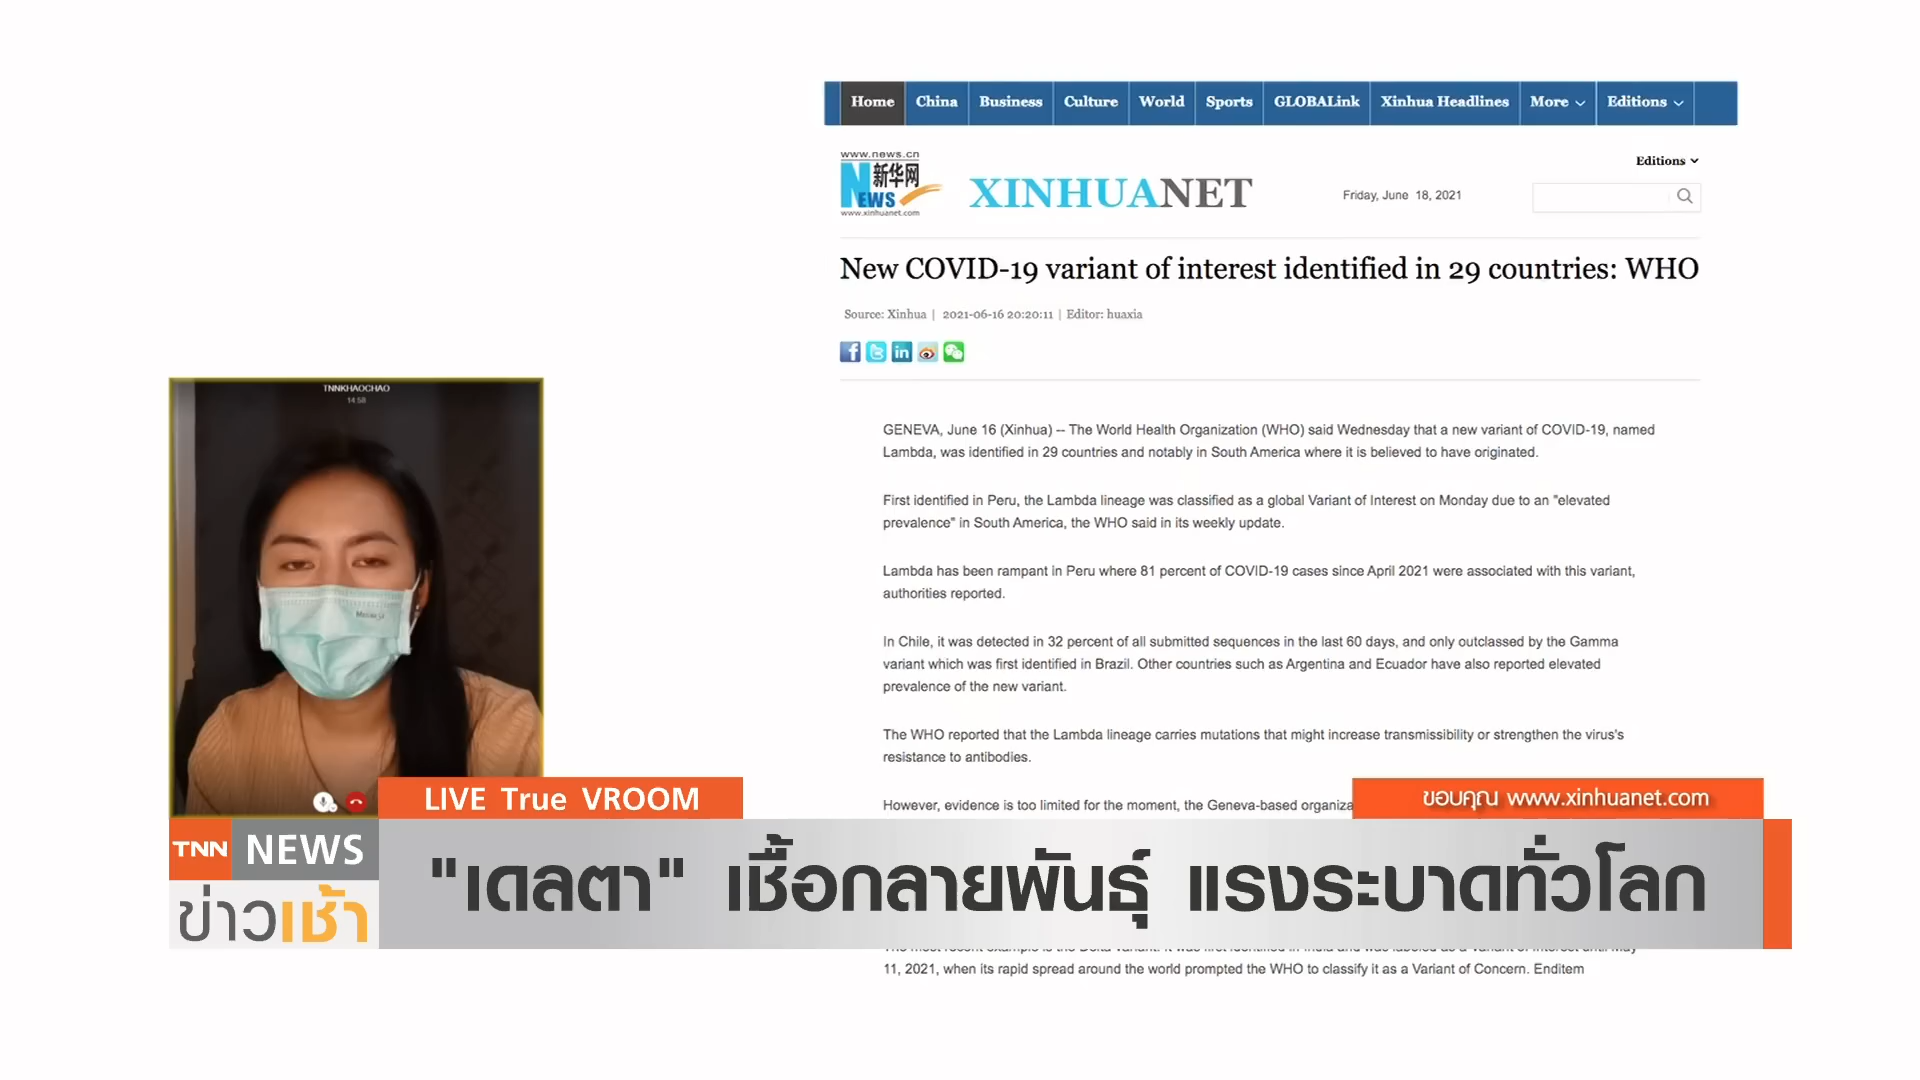 Home China Business Culture World Sports GLOBALink Xinhua Headlines More Editions
www.news.cn
新华网
NEWS
www.xinhuanet.com
XINHUANET
Friday, June 18, 2021
Editions
New COVID-19 variant of interest identified in 29 countries: WHO
Source: Xinhua | 2021-06-16 20:20:11 | Editor: huaxia
GENEVA, June 16 (Xinhua) -- The World Health Organization (WHO) said Wednesday that a new variant of COVID-19, named
Lambda, was identified in 29 countries and notably in South America where it is believed to have originated.
First identified in Peru, the Lambda lineage was classified as a global Variant of Interest on Monday due to an "elevated
prevalence" in South America, the WHO said in its weekly update.
Lambda has been rampant in Peru where 81 percent of COVID-19 cases since April 2021 were associated with this variant,
authorities reported.
In Chile, it was detected in 32 percent of all submitted sequences in the last 60 days, and only outclassed by the Gamma
variant which was first identified in Brazil. Other countries such as Argentina and Ecuador have also reported elevated
prevalence of the new variant.
The WHO reported that the Lambda lineage carries mutations that might increase transmissibility or strengthen the virus's
resistance to antibodies.
However, evidence is too limited for the moment, the Geneva-based organiza
11, 2021, when its rapid spread around the world prompted the WHO to classify it as a Variant of Concern. Enditem
TNNKHAOCHAO
14:58
LIVE True VROOM
ขอบคุณ www.xinhuanet.com
TNN NEWS
ข่าวเช้า
"เดลตา" เชื้อกลายพันธุ์ แรงระบาดทั่วโลก